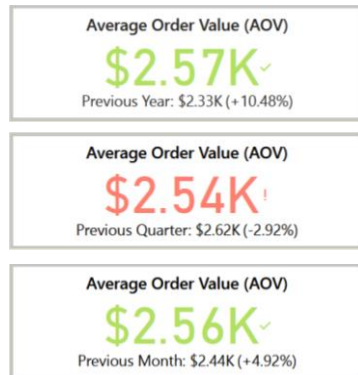 Average Order Value (AOV)
$2.57K
Previous Year: $2.33K (+10.48%)
Average Order Value (AOV)
$2.54K!
Previous Quarter: $2.62K (-2.92%)
Average Order Value (AOV)
$2.56K
Previous Month: $2.44K (+4.92%)